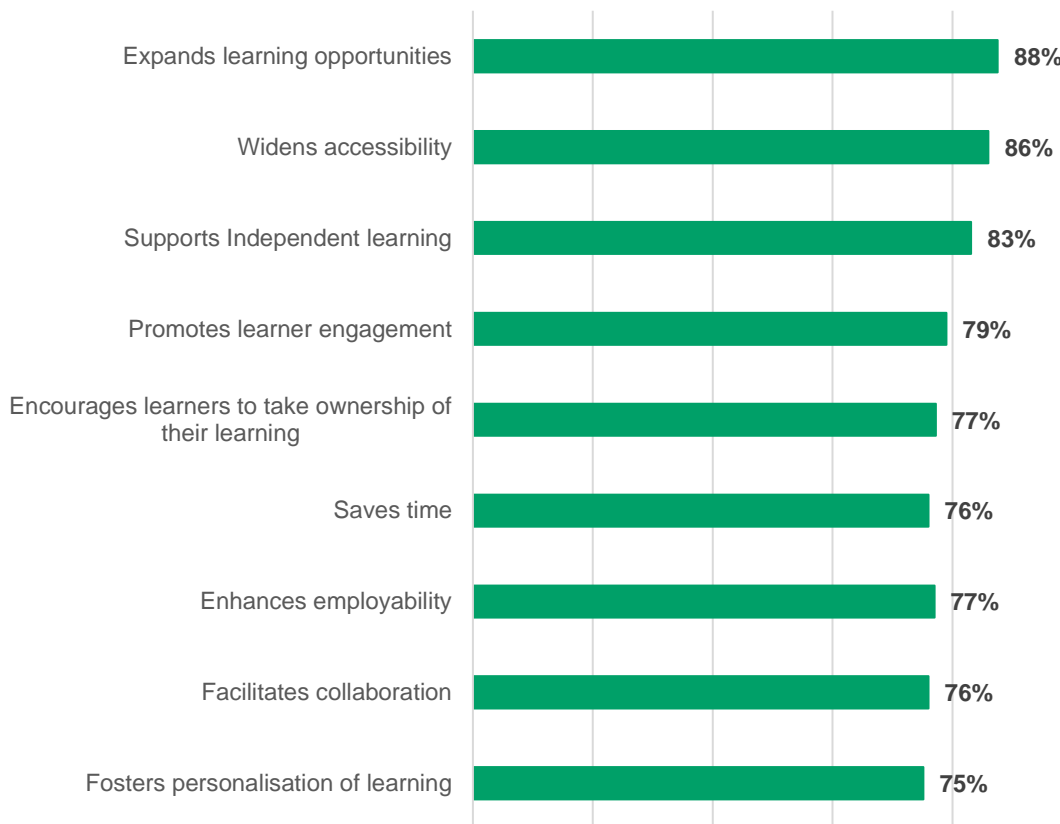 Expands learning opportunities 88%
Widens accessibility 86%
Supports Independent learning 83%
Promotes learner engagement 79%
Encourages learners to take ownership of
their learning 77%
Saves time 76%
Enhances employability 77%
Facilitates collaboration 76%
Fosters personalisation of learning 75%